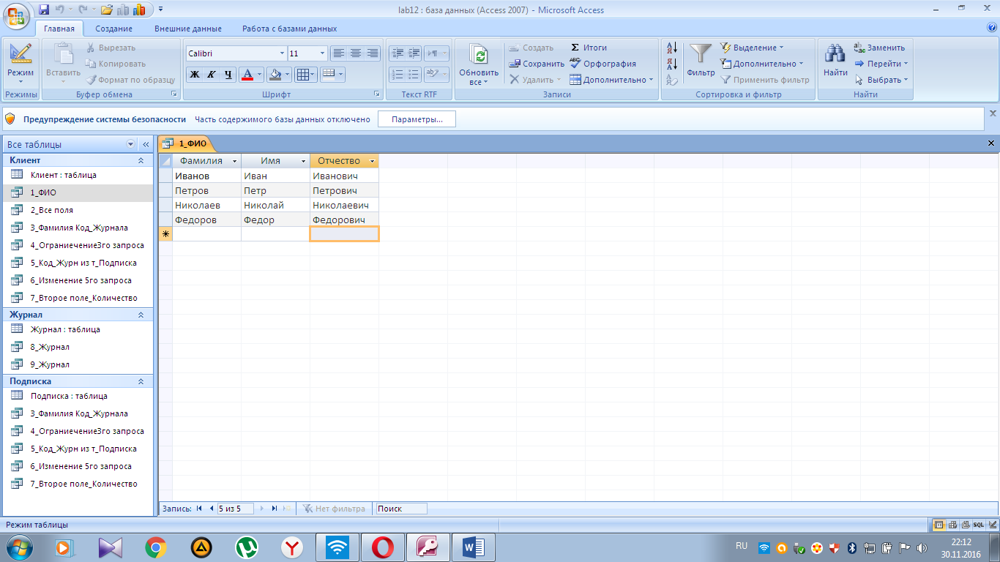 lab12 : база данных (Access 2007) - Microsoft Access
Главная Создание Внешние данные Работа с базами данных
Режим
Режимы
Вставить
Вырезать
Копировать
Формат по образцу
Буфер обмена
Calibri 11
Ж К Ч А
Шрифт
Текст RTF
Обновить все
Создать
Сохранить
Удалить
Итоги
Орфография
Дополнительно
Записи
Фильтр
Выделение
Дополнительно
Применить фильтр
Сортировка и фильтр
Найти
Заменить
Перейти
Выбрать
Найти
Предупреждение системы безопасности Часть содержимого базы данных отключено Параметры...
Все таблицы
Клиент
Клиент : таблица
1_ФИО
2_Все поля
3_Фамилия Код_Журнала
4_Ограниечение3го запроса
5_Код_Журн из т_Подписка
6_Изменение 5го запроса
7_Второе поле_Количество
Журнал
Журнал : таблица
8_Журнал
9_Журнал
Подписка
Подписка : таблица
3_Фамилия Код_Журнала
4_Ограниечение3го запроса
5_Код_Журн из т_Подписка
6_Изменение 5го запроса
7_Второе поле_Количество
1_ФИО
Фамилия Имя Отчество
Иванов Иван Иванович
Петров Петр Петрович
Николаев Николай Николаевич
Федоров Федор Федорович
Запись: 5 из 5 Нет фильтра Поиск
Режим таблицы
SQL
RU
22:12
30.11.2016